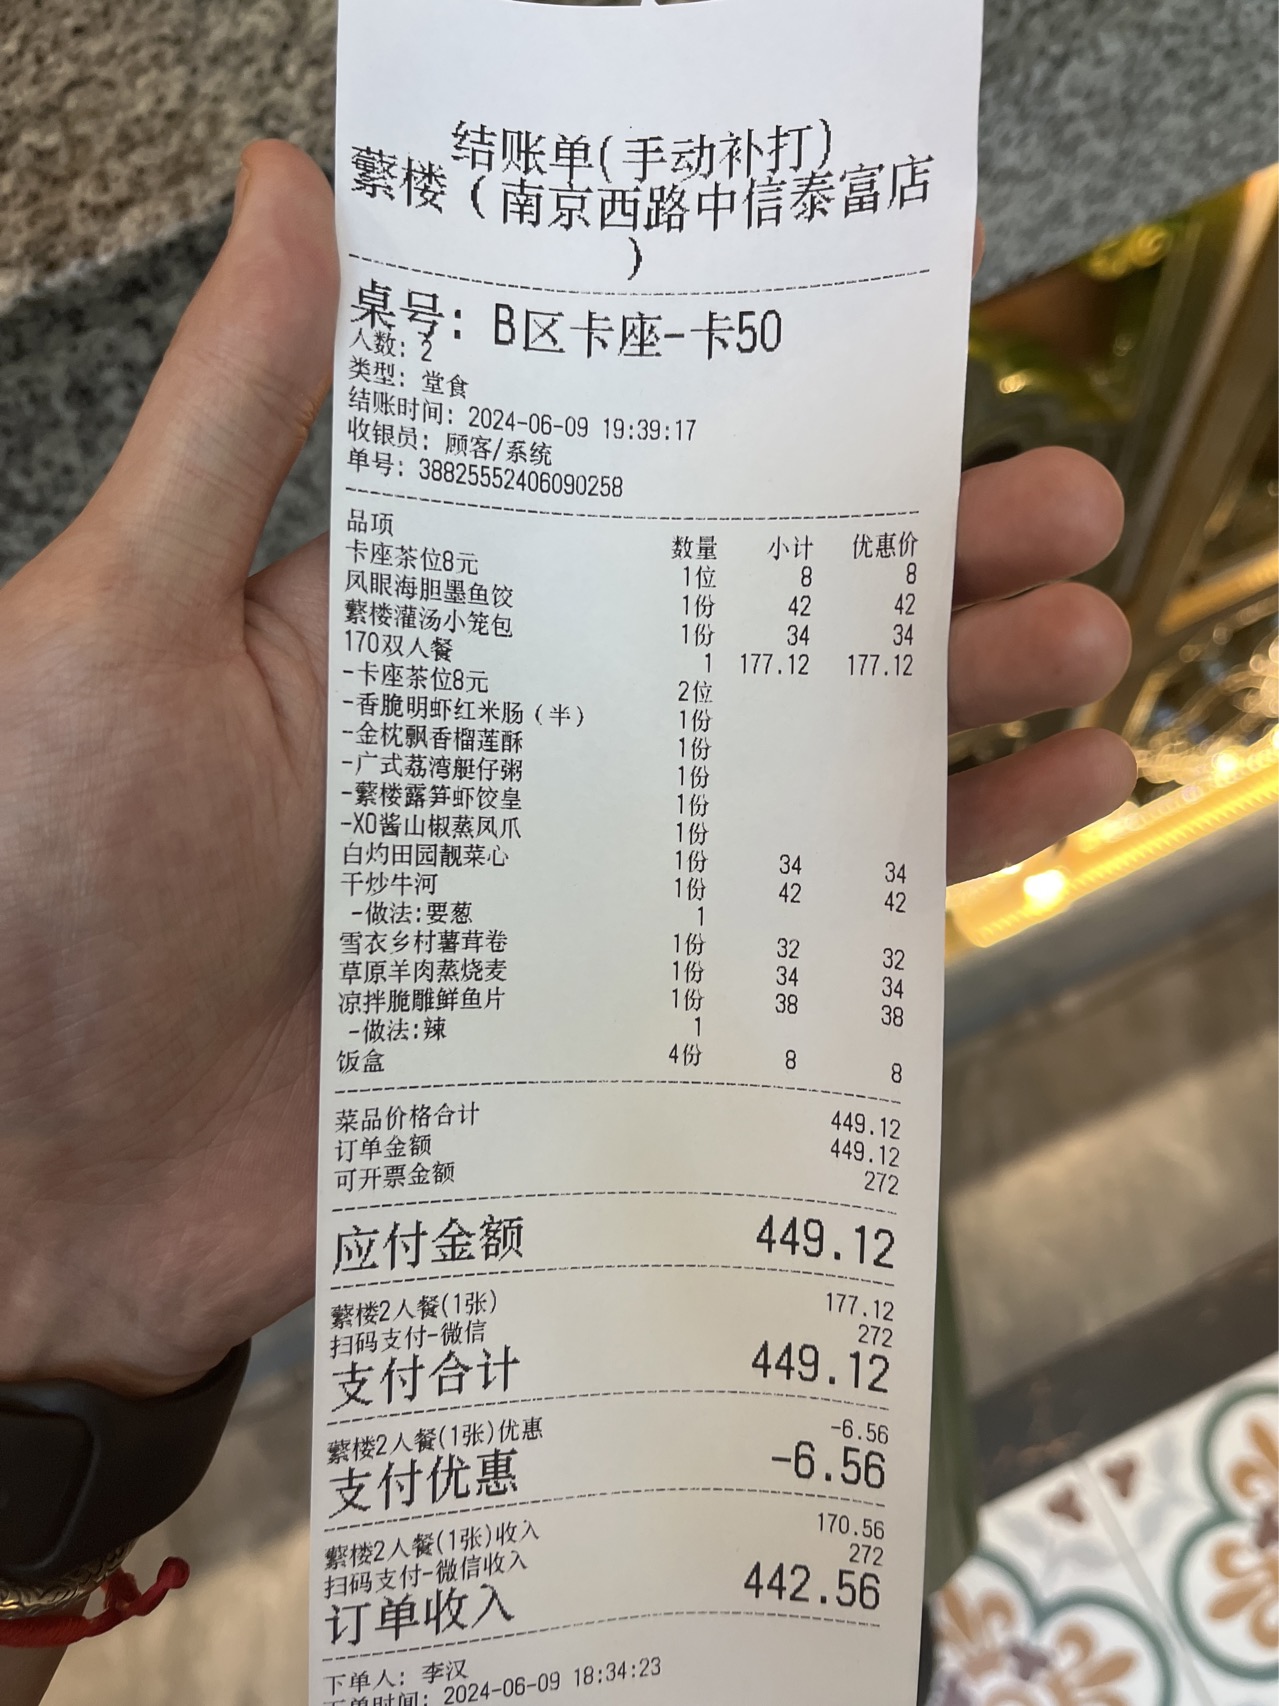 结账单(手动补打)
蘩楼(南京西路中信泰富店
)
桌号: B区卡座-卡50
人数: 2
类型: 堂食
结账时间: 2024-06-09 19:39:17
收银员: 顾客/系统
单号: 388255552406090258
品项 数量 小计 优惠价
卡座茶位8元 1位 8 8
凤眼海胆墨鱼饺 1份 42 42
蘩楼灌汤小笼包 1份 34 34
170双人餐 1 177.12 177.12
-卡座茶位8元 2位
-香脆明虾红米肠(半) 1份
-金枕飘香榴莲酥 1份
-广式荔湾艇仔粥 1份
-蘩楼露笋虾饺皇 1份
-XO酱山椒蒸凤爪 1份
白灼田园靓菜心 1份 34 34
干炒牛河 1份 42 42
-做法:要葱 1
雪衣乡村薯茸卷 1份 32 32
草原羊肉蒸烧麦 1份 34 34
凉拌脆雕鲜鱼片 1份 38 38
-做法:辣 1
饭盒 4份 8 8
菜品价格合计 449.12
订单金额 449.12
可开票金额 272
应付金额 449.12
蘩楼2人餐(1张) 177.12
扫码支付-微信 272
支付合计 449.12
蘩楼2人餐(1张)优惠 -6.56
支付优惠 -6.56
蘩楼2人餐(1张)收入 170.56
扫码支付-微信收入 272
订单收入 442.56
下单人: 李汉
下单时间: 2024-06-09 18:34:23